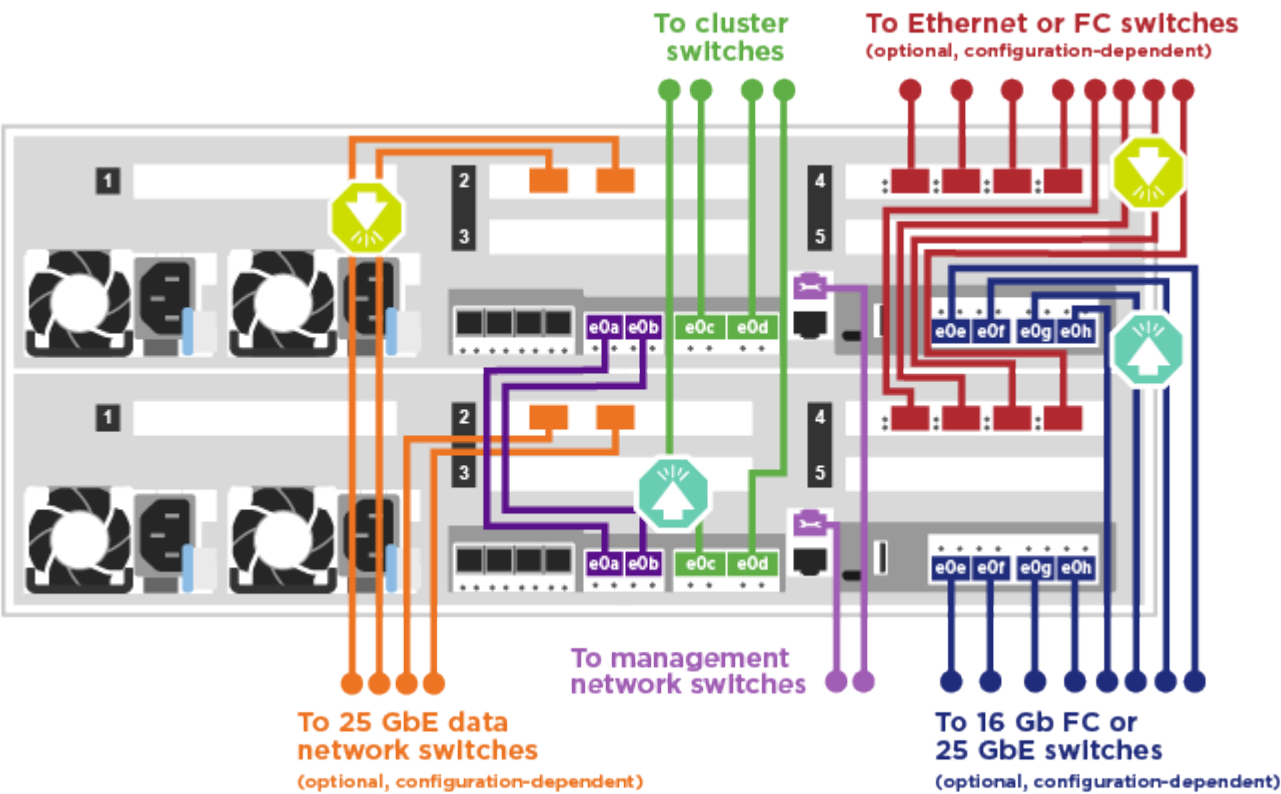 To cluster
switches
To Ethernet or FC switches
(optional, configuration-dependent)
1
2
3
4
5
e0a e0b e0c e0d
e0e e0f e0g e0h
1
2
3
4
5
e0a e0b e0c e0d
e0e e0f e0g e0h
To management
network switches
To 25 GbE data
network switches
(optional, configuration-dependent)
To 16 Gb FC or
25 GbE switches
(optional, configuration-dependent)